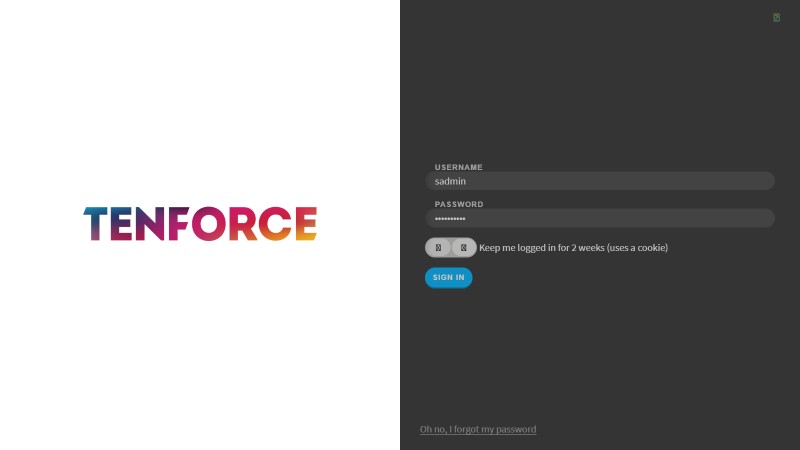 TENFORCE
USERNAME
sadmin
PASSWORD
••••••••••
Keep me logged in for 2 weeks (uses a cookie)
SIGN IN
Oh no, I forgot my password